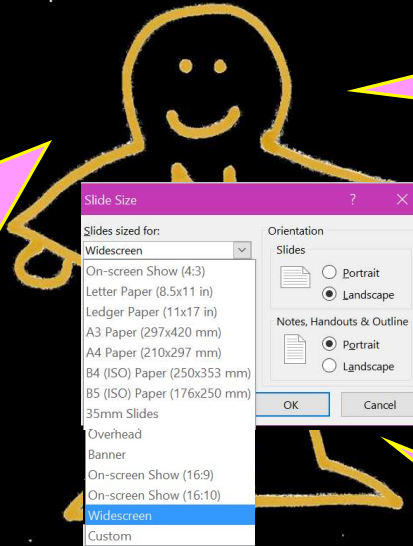 Slide Size ? ×
Slides sized for:
Widescreen
On-screen Show (4:3)
Letter Paper (8.5x11 in)
Ledger Paper (11x17 in)
A3 Paper (297x420 mm)
A4 Paper (210x297 mm)
B4 (ISO) Paper (250x353 mm)
B5 (ISO) Paper (176x250 mm)
35mm Slides
Overhead
Banner
On-screen Show (16:9)
On-screen Show (16:10)
Widescreen
Custom
Orientation
Slides
Portrait
Landscape
Notes, Handouts & Outline
Portrait
Landscape
OK
Cancel